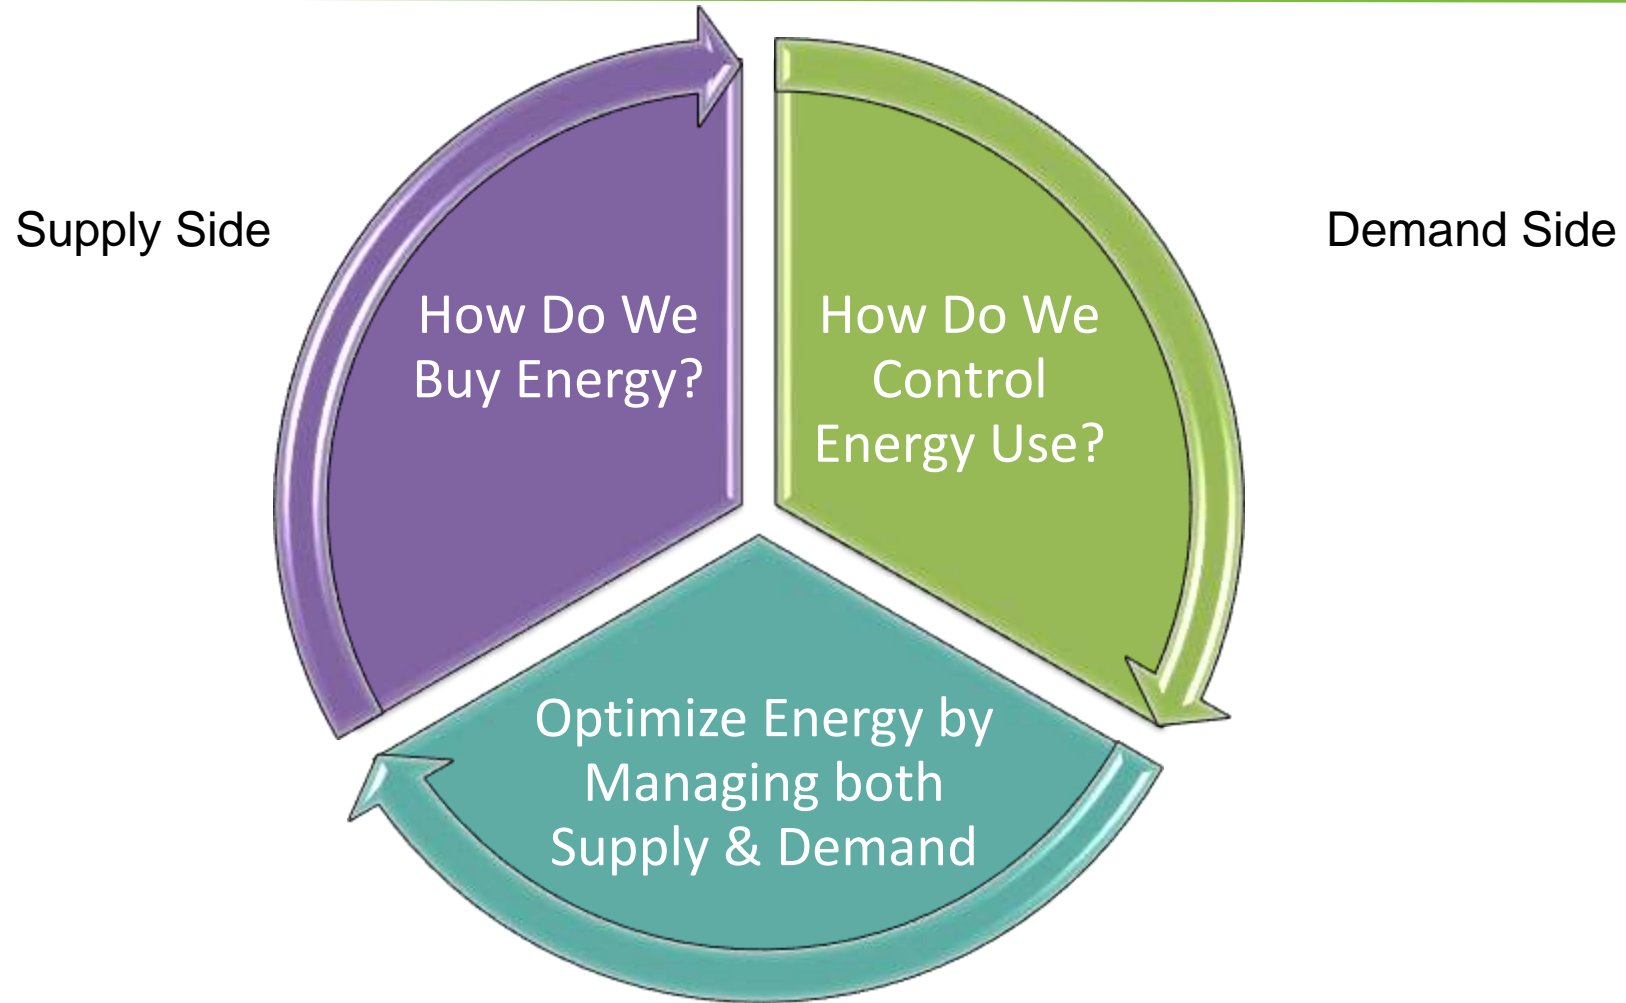 Supply Side
Demand Side
How Do We
Buy Energy?
How Do We
Control
Energy Use?
Optimize Energy by
Managing both
Supply & Demand